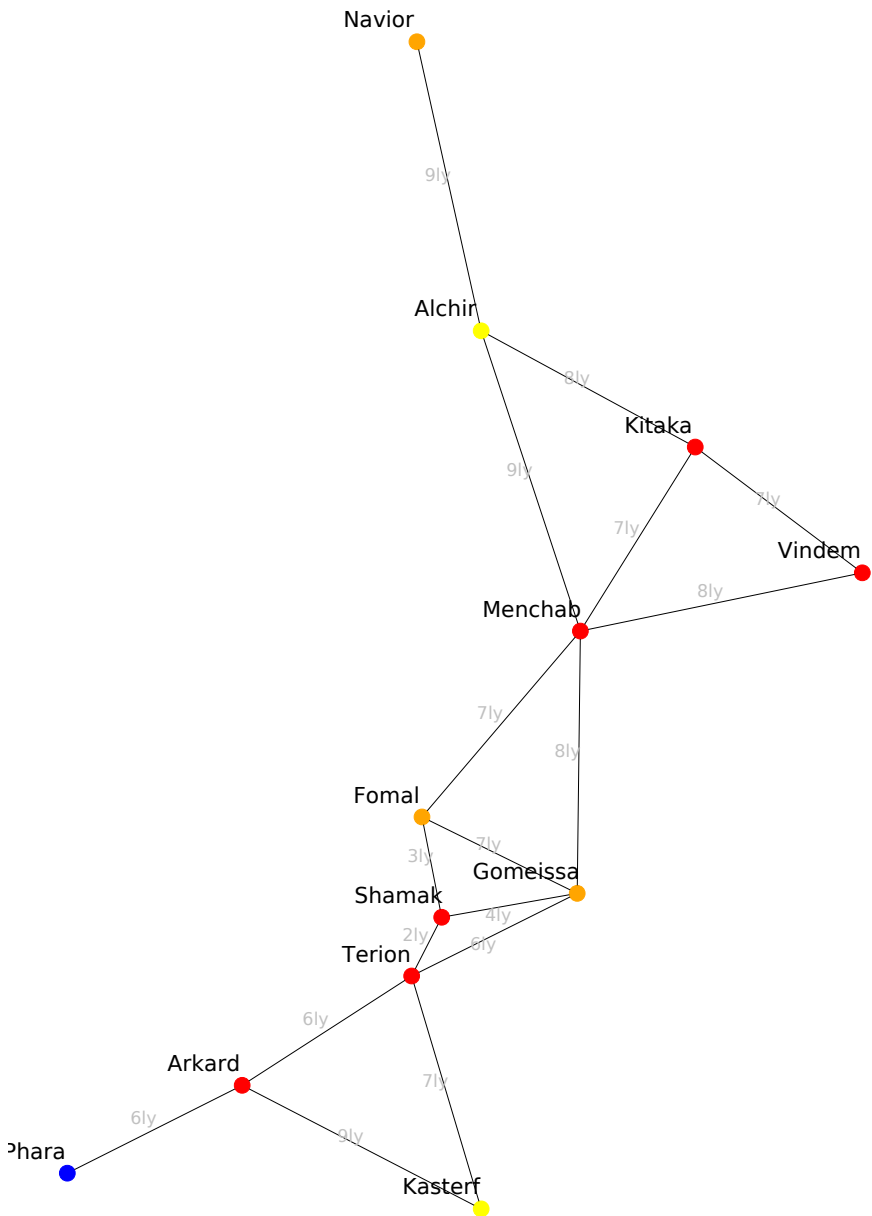 Navior
9ly
Alchir
8ly
Kitaka
9ly
7ly
7ly
Vindem
8ly
Menchab
7ly
8ly
Fomal
7ly
3ly
Gomeissa
Shamak
4ly
2ly
6ly
Terion
6ly
Arkard
7ly
6ly
9ly
Phara
Kasterf